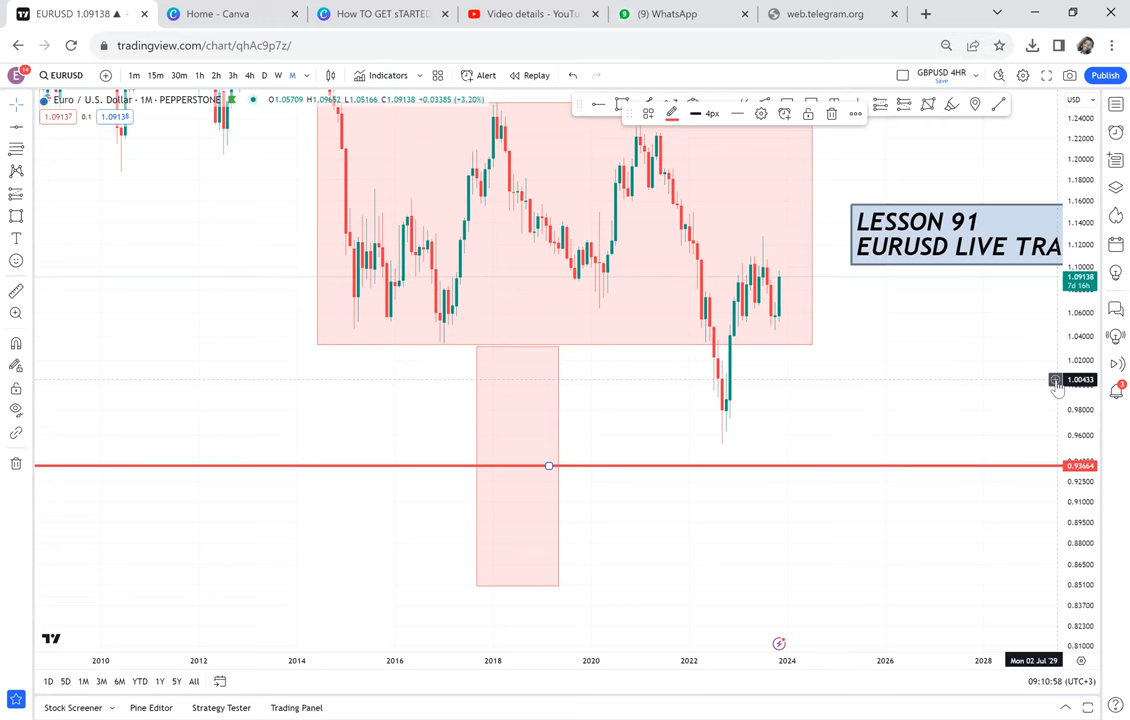 EURUSD 1.09138 ▲
Home - Canva
How TO GET sTARTED
Video details - YouTu
(9) WhatsApp
web.telegram.org
tradingview.com/chart/qhAc9p7z/
E
14
EURUSD
1m 15m 30m 1h 2h 3h 4h D W M
Indicators
Alert
Replay
GBPUSD 4HR
Save
Publish
Euro / U.S. Dollar · 1M · PEPPERSTONE
O1.05709 H1.09652 L1.05166 C1.09138 +0.03385 (+3.20%)
1.09137 0.1 1.09138
4px
USD
1.24000
1.22000
1.20000
1.18000
1.16000
1.14000
1.12000
1.10000
1.09138
7d 16h
1.06000
1.04000
1.02000
1.00433
0.98000
0.96000
0.93664
0.92500
0.91000
0.89500
0.88000
0.86500
0.85100
0.83700
0.82300
0.81000
LESSON 91
EURUSD LIVE TRA
2010 2012 2014 2016 2018 2020 2022 2024 2026 2028
Mon 02 Jul '29
1D 5D 1M 3M 6M YTD 1Y 5Y All
09:10:58 (UTC+3)
Stock Screener
Pine Editor
Strategy Tester
Trading Panel
3